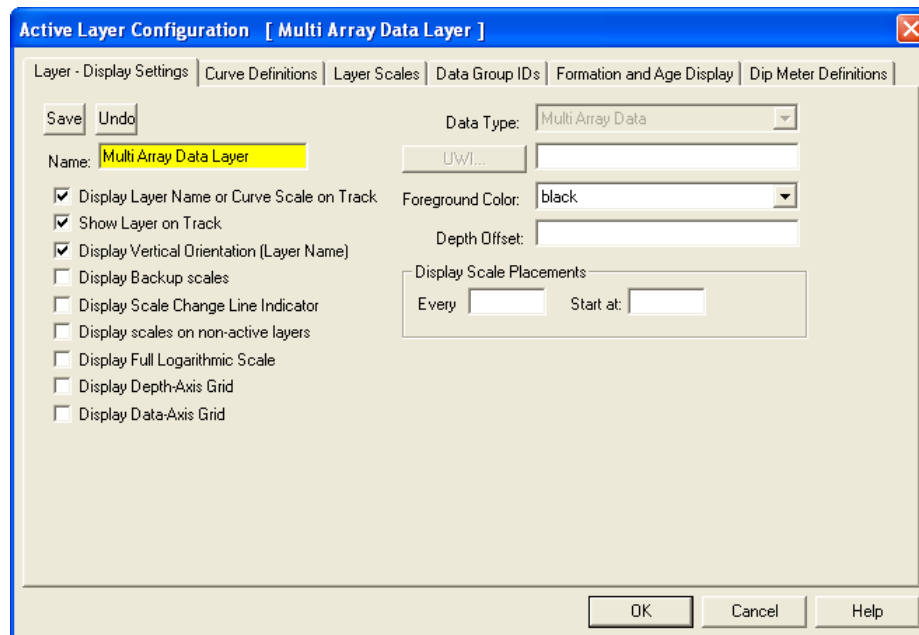 Active Layer Configuration [ Multi Array Data Layer ]
Layer - Display Settings Curve Definitions Layer Scales Data Group IDs Formation and Age Display Dip Meter Definitions
Save Undo
Name: Multi Array Data Layer
Display Layer Name or Curve Scale on Track
Show Layer on Track
Display Vertical Orientation (Layer Name)
Display Backup scales
Display Scale Change Line Indicator
Display scales on non-active layers
Display Full Logarithmic Scale
Display Depth-Axis Grid
Display Data-Axis Grid
Data Type: Multi Array Data
UWI...
Foreground Color: black
Depth Offset:
Display Scale Placements
Every Start at:
OK Cancel Help